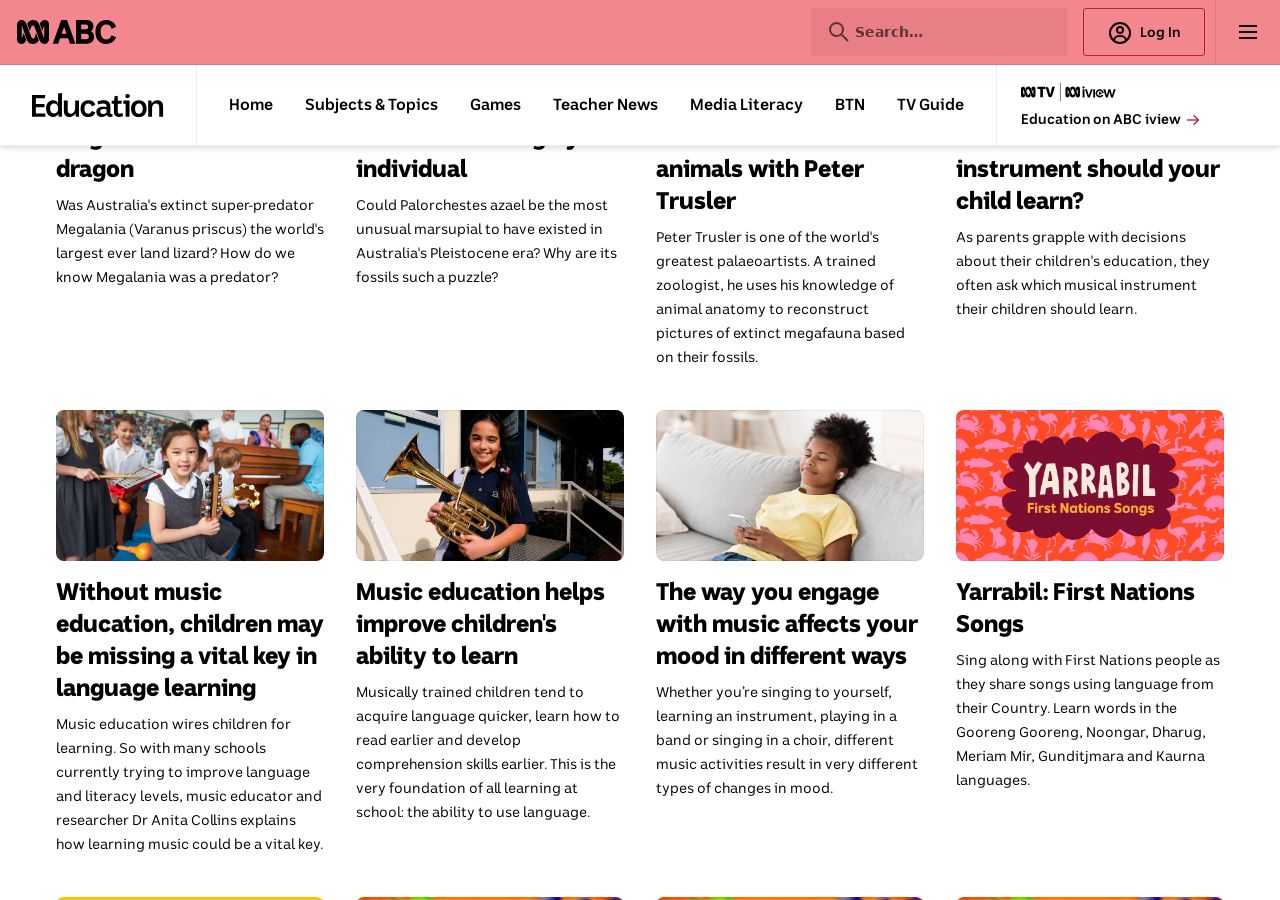 ABC
Search...
Log In
Education
Home
Subjects & Topics
Games
Teacher News
Media Literacy
BTN
TV Guide
TV
iview
Education on ABC iview
dragon
Was Australia's extinct super-predator
Megalania (Varanus priscus) the world's
largest ever land lizard? How do we
know Megalania was a predator?
individual
Could Palorchestes azael be the most
unusual marsupial to have existed in
Australia's Pleistocene era? Why are its
fossils such a puzzle?
animals with Peter
Trusler
Peter Trusler is one of the world's
greatest palaeoartists. A trained
zoologist, he uses his knowledge of
animal anatomy to reconstruct
pictures of extinct megafauna based
on their fossils.
instrument should your
child learn?
As parents grapple with decisions
about their children's education, they
often ask which musical instrument
their children should learn.
Without music
education, children may
be missing a vital key in
language learning
Music education wires children for
learning. So with many schools
currently trying to improve language
and literacy levels, music educator and
researcher Dr Anita Collins explains
how learning music could be a vital key.
Music education helps
improve children's
ability to learn
Musically trained children tend to
acquire language quicker, learn how to
read earlier and develop
comprehension skills earlier. This is the
very foundation of all learning at
school: the ability to use language.
The way you engage
with music affects your
mood in different ways
Whether you’re singing to yourself,
learning an instrument, playing in a
band or singing in a choir, different
music activities result in very different
types of changes in mood.
YARRABIL
First Nations Songs
Yarrabil: First Nations
Songs
Sing along with First Nations people as
they share songs using language from
their Country. Learn words in the
Gooreng Gooreng, Noongar, Dharug,
Meriam Mir, Gunditjmara and Kaurna
languages.